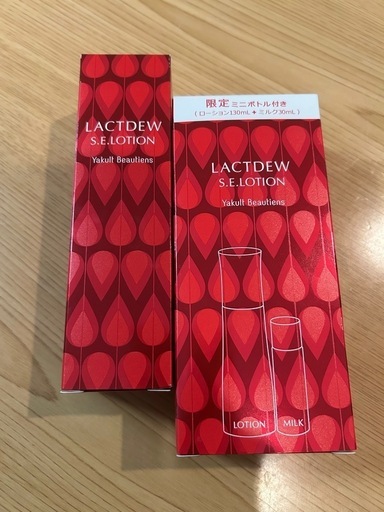 LACTDEW
S.E.LOTION
Yakult Beautiens
限定 ミニボトル付き
(ローション130mL + ミルク30mL)
LACTDEW
S.E.LOTION
Yakult Beautiens
LOTION
MILK